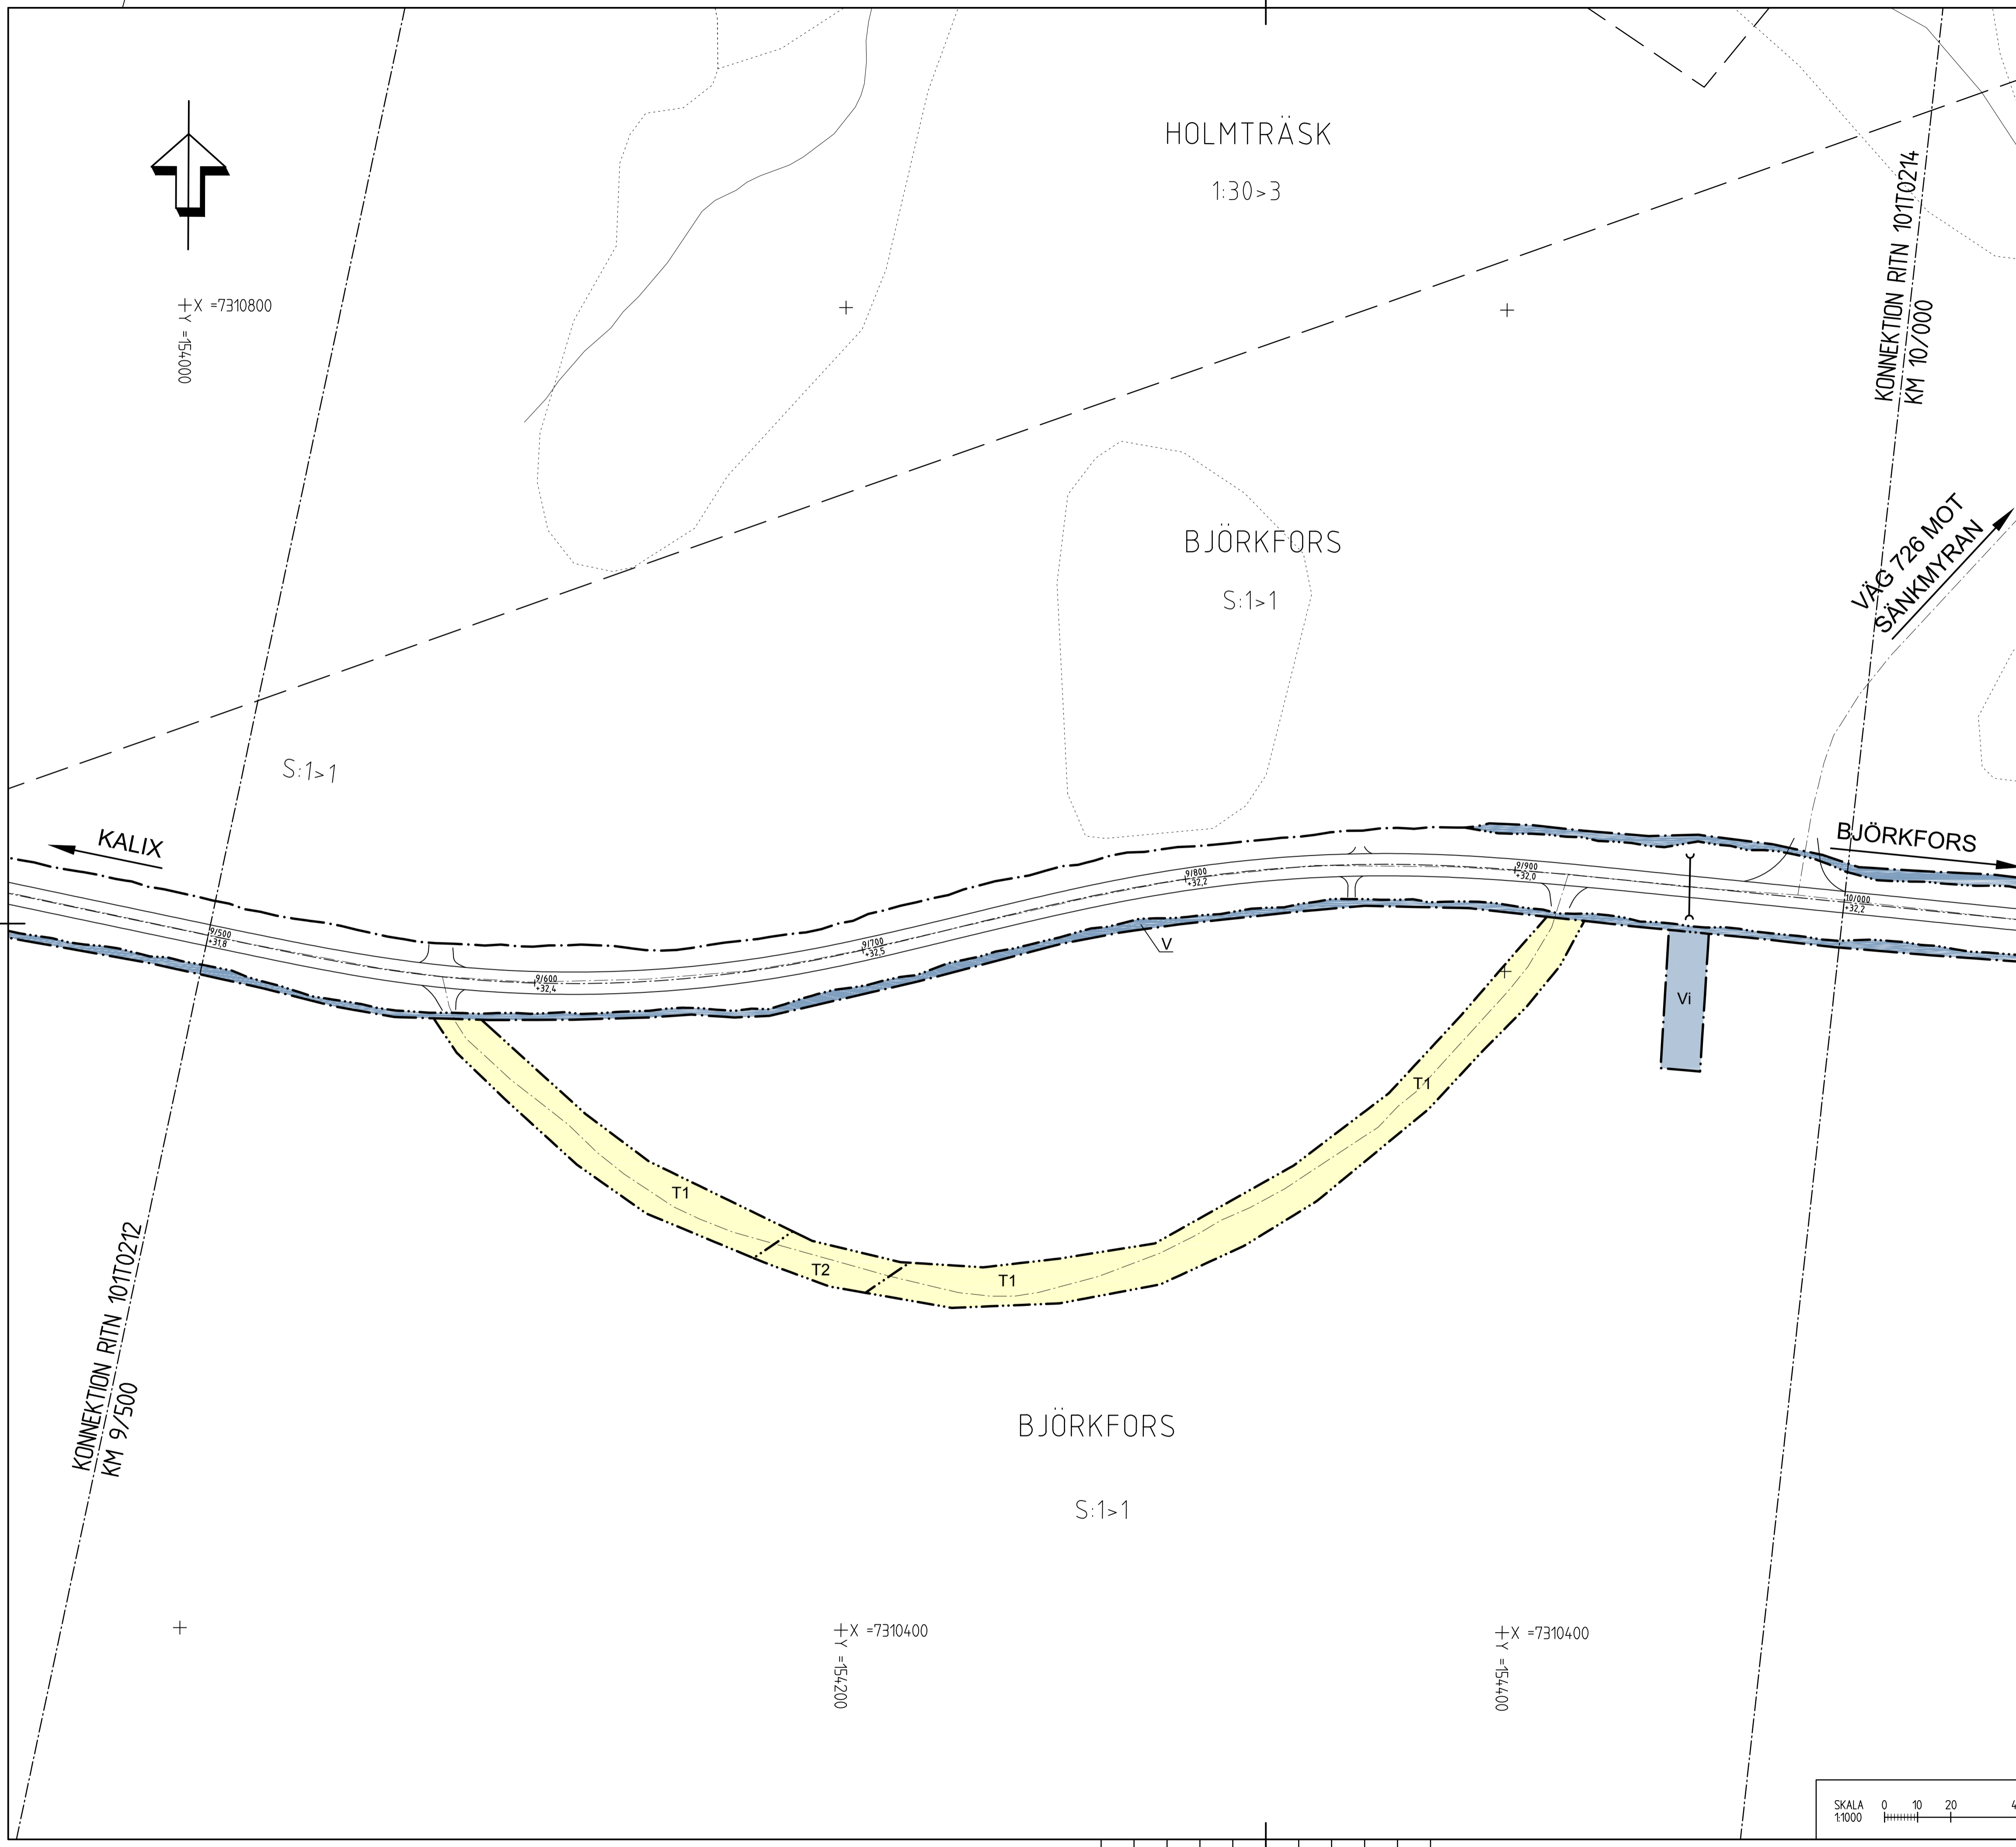 HOLMTRÄSK
1:30>3
KONNEKTION RITN 101T0214
KM 10/000
X =7310800
Y =154000
BJÖRKFORS
S:1>1
VÄG 726 MOT
SÄNKMYRAN
S:1>1
KALIX
BJÖRKFORS
9/500
+31,8
9/600
+32,4
9/700
+32,5
9/800
+32,2
9/900
+32,0
10/000
+32,2
V
Vi
T1
T1
T2
T1
KONNEKTION RITN 101T0212
KM 9/500
BJÖRKFORS
S:1>1
X =7310400
Y =154200
X =7310400
Y =154400
SKALA
1:1000
0 10 20